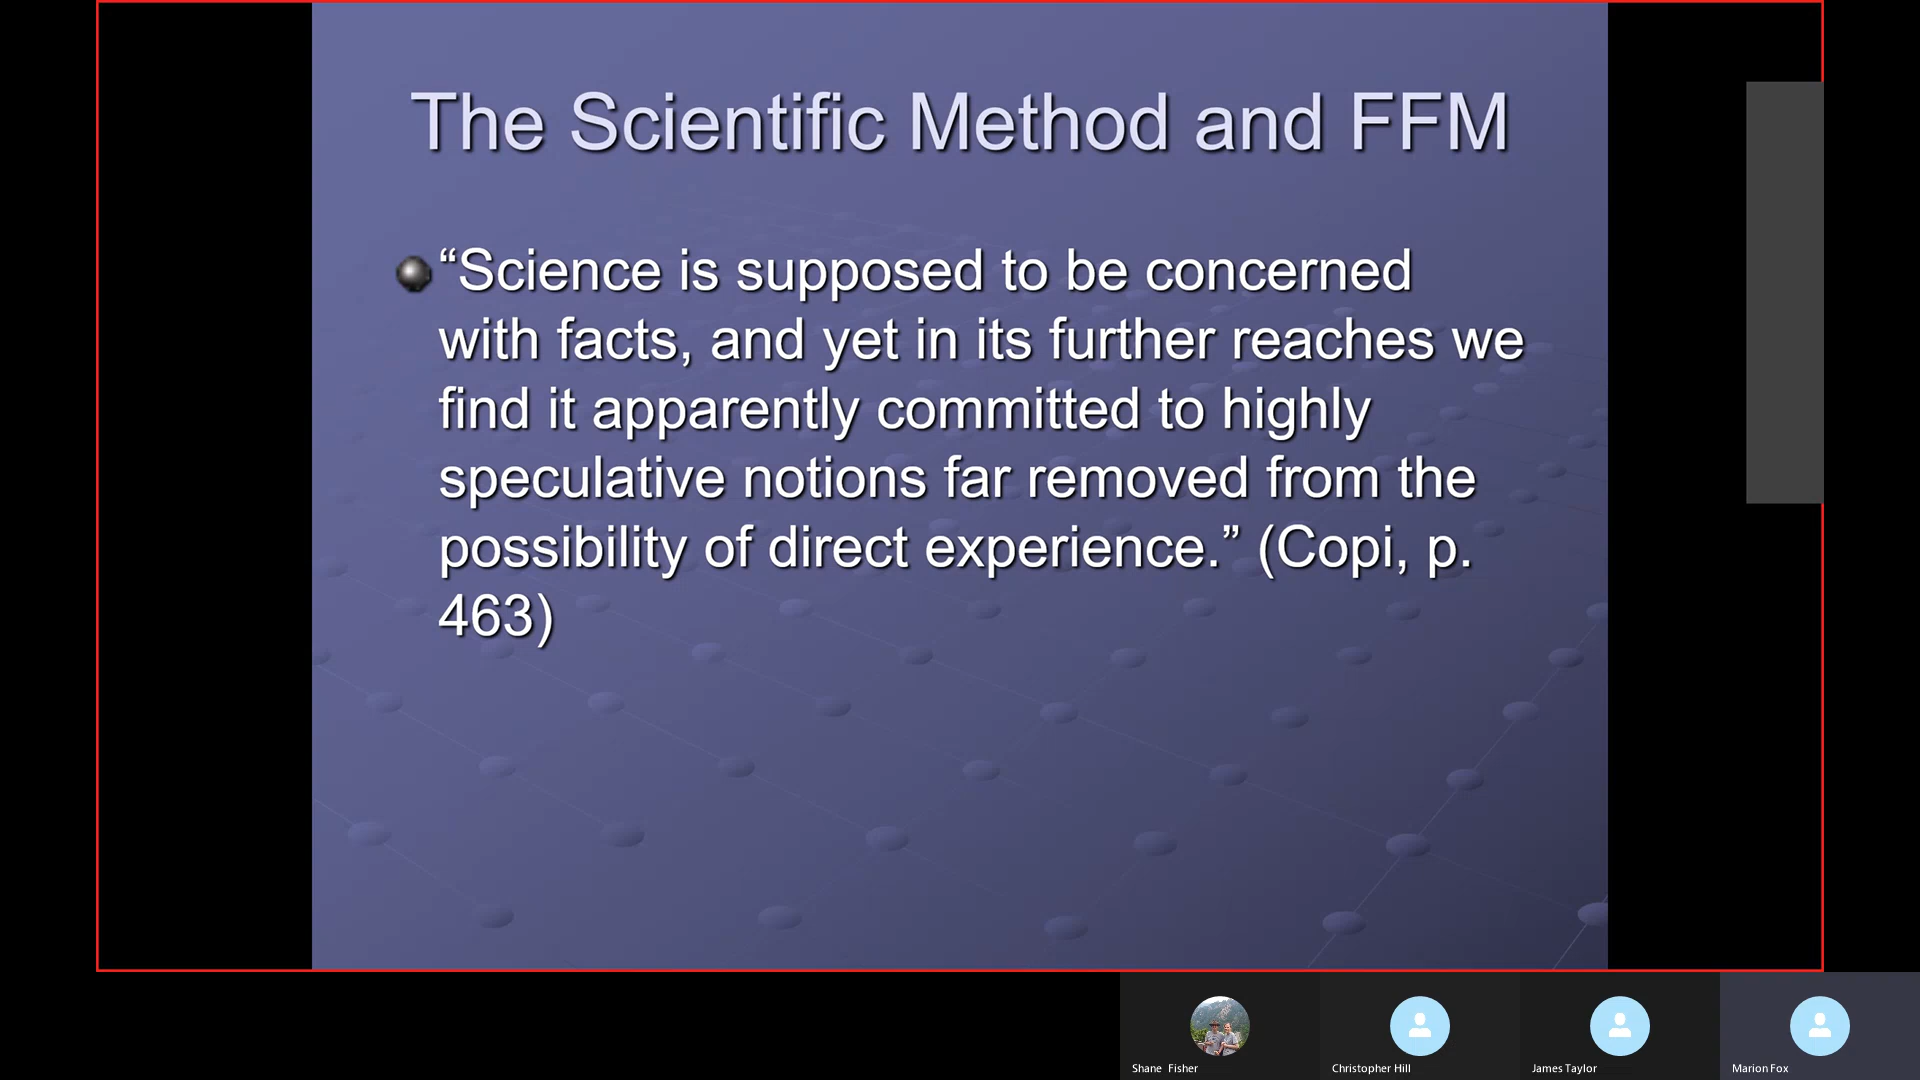 The Scientific Method and FFM
“Science is supposed to be concerned
with facts, and yet in its further reaches we
find it apparently committed to highly
speculative notions far removed from the
possibility of direct experience.” (Copi, p.
463)
Shane Fisher
Christopher Hill
James Taylor
Marion Fox